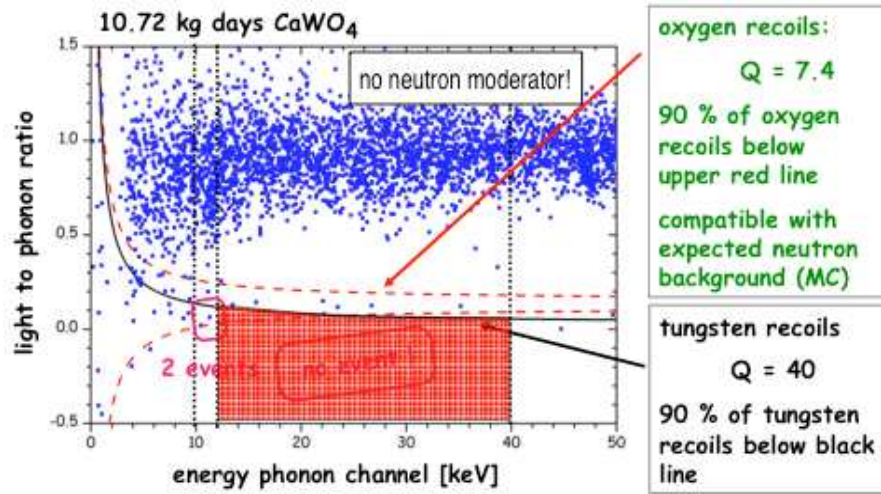 10.72 kg days CaWO4
1.5
1.0
0.5
0.0
-0.5
light to phonon ratio
no neutron moderator!
2 events
no event !
0
10
20
30
40
50
energy phonon channel [keV]
oxygen recoils:
Q = 7.4
90 % of oxygen
recoils below
upper red line
compatible with
expected neutron
background (MC)
tungsten recoils
Q = 40
90 % of tungsten
recoils below black
line